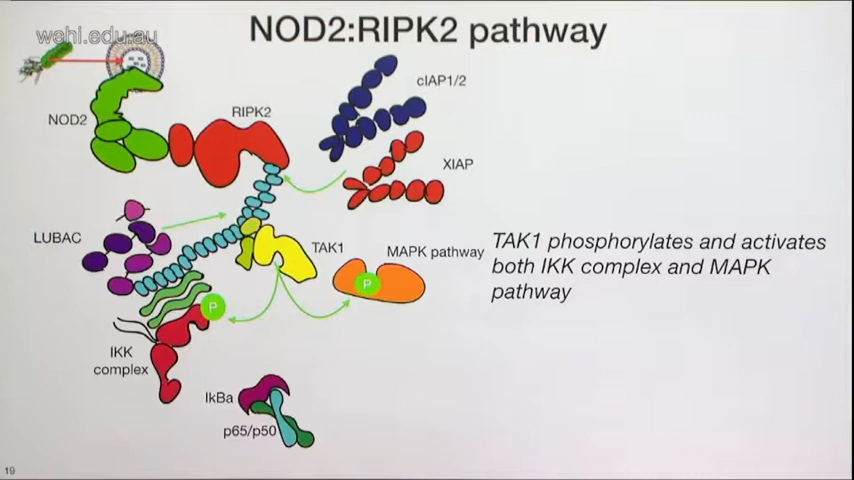 wehi.edu.au
NOD2:RIPK2 pathway
cIAP1/2
RIPK2
NOD2
XIAP
LUBAC
TAK1
MAPK pathway
TAK1 phosphorylates and activates
both IKK complex and MAPK
pathway
P
P
IKK
complex
IkBa
p65/p50
19